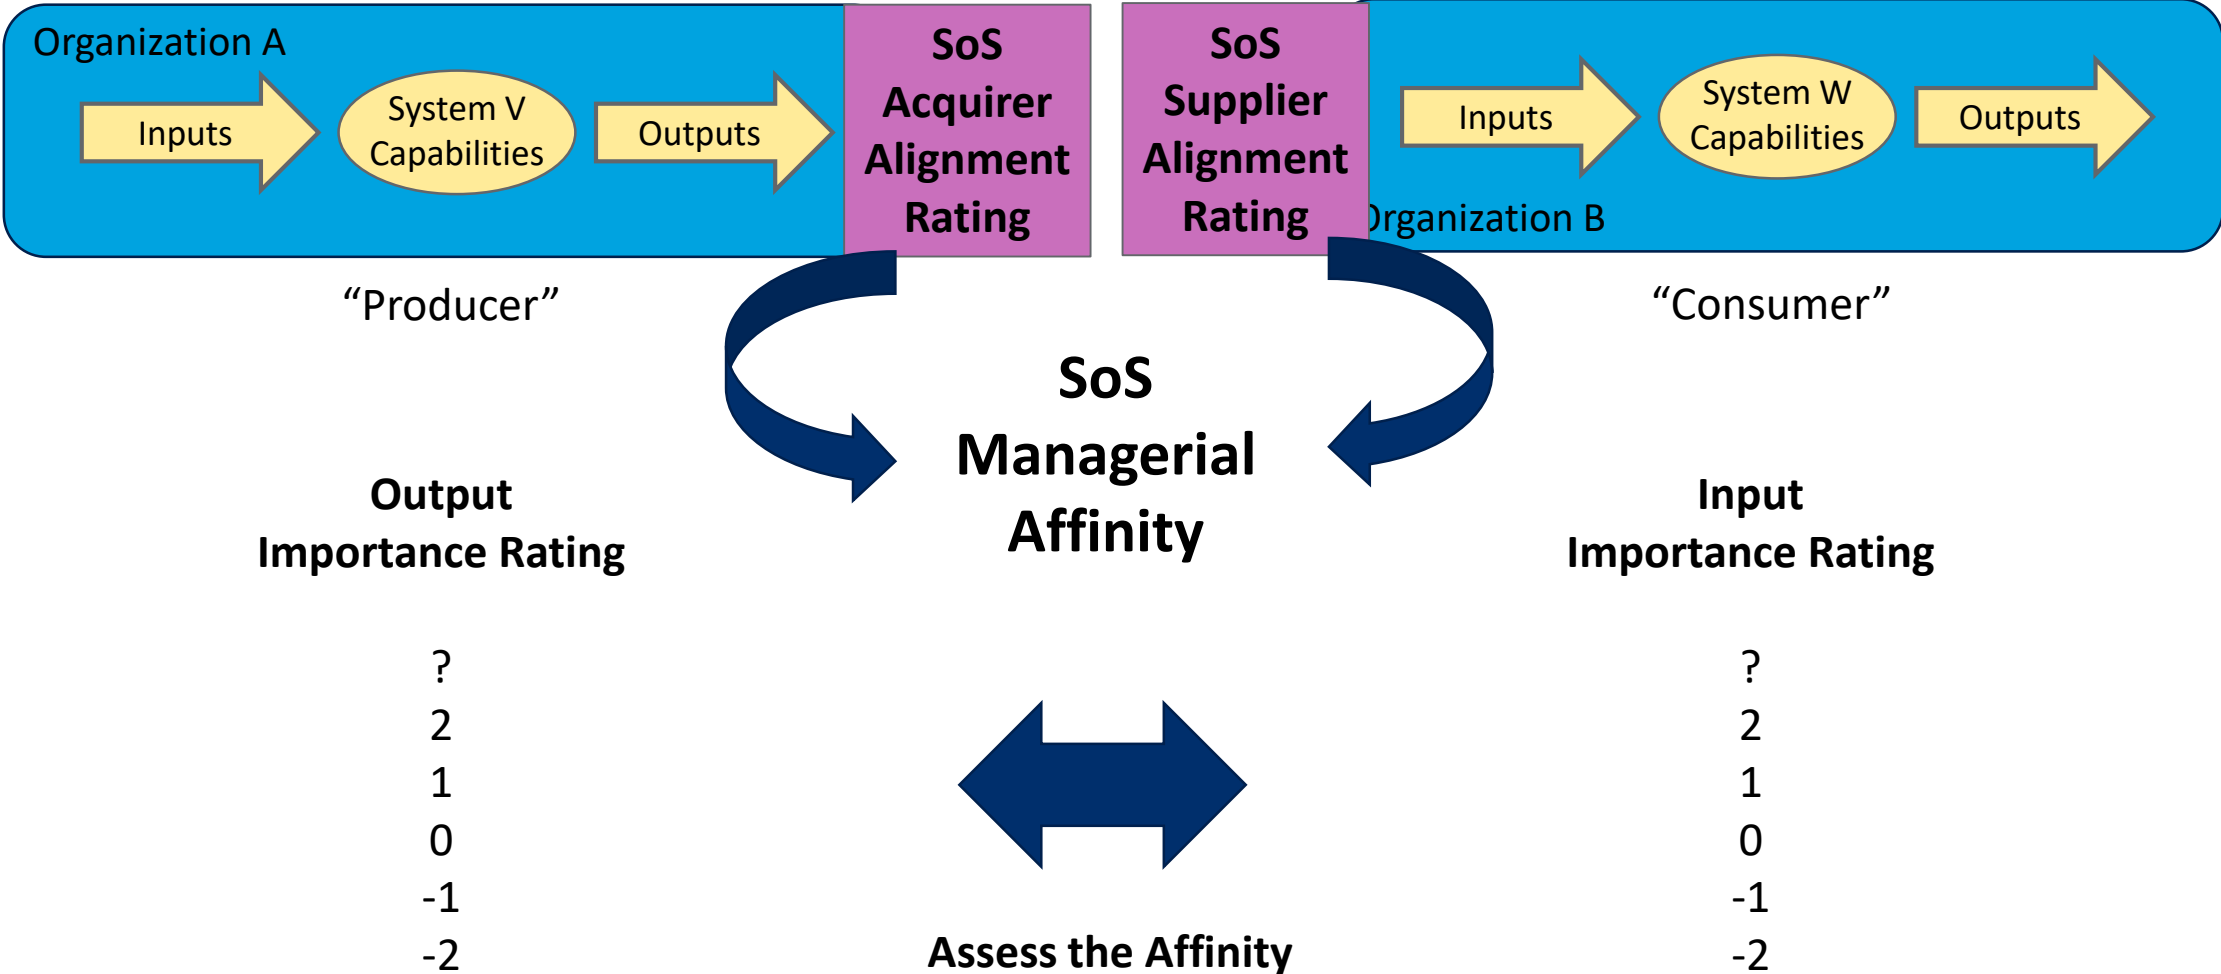 Organization A
Inputs
System V
Capabilities
Outputs
SoS
Acquirer
Alignment
Rating
SoS
Supplier
Alignment
Rating
Inputs
System W
Capabilities
Outputs
Organization B
“Producer”
“Consumer”
SoS
Managerial
Affinity
Output
Importance Rating
?
2
1
0
-1
-2
Input
Importance Rating
?
2
1
0
-1
-2
Assess the Affinity